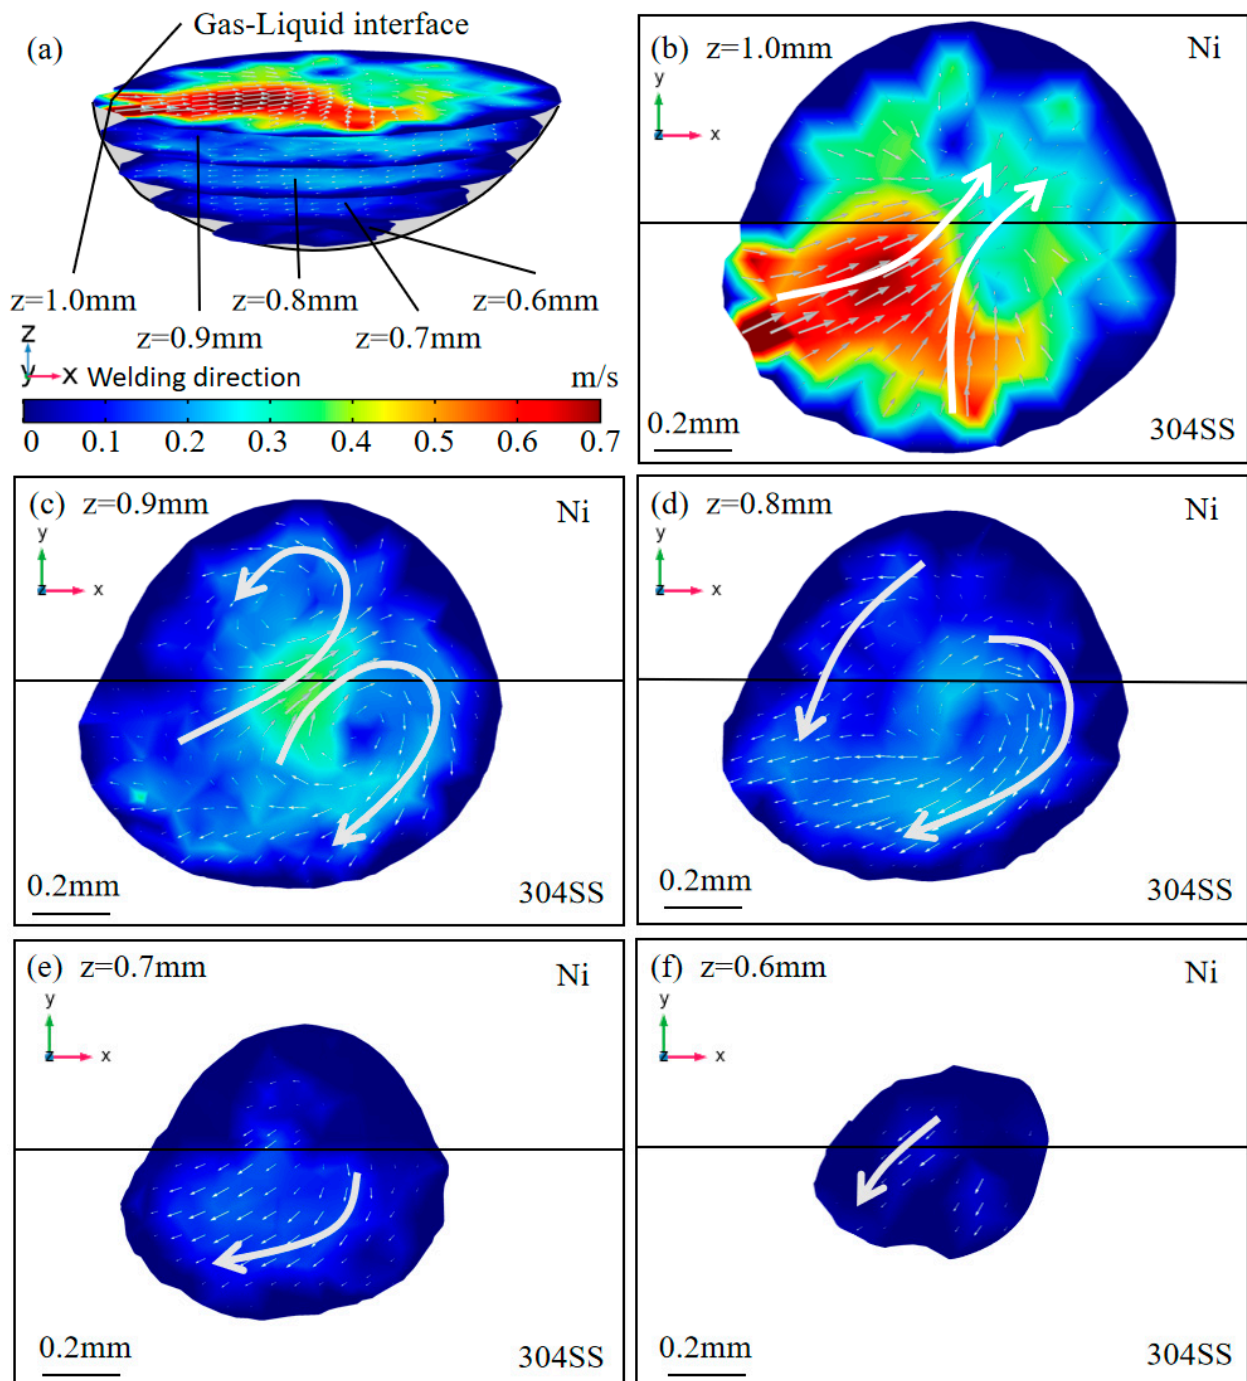 Gas-Liquid interface
(a)
z=1.0mm
z=0.8mm
z=0.6mm
z=0.9mm
z=0.7mm
z
y
x
Welding direction
m/s
0 0.1 0.2 0.3 0.4 0.5 0.6 0.7
(b) z=1.0mm
Ni
y
z
x
0.2mm
304SS
(c) z=0.9mm
Ni
y
z
x
0.2mm
304SS
(d) z=0.8mm
Ni
y
z
x
0.2mm
304SS
(e) z=0.7mm
Ni
y
z
x
0.2mm
304SS
(f) z=0.6mm
Ni
y
z
x
0.2mm
304SS